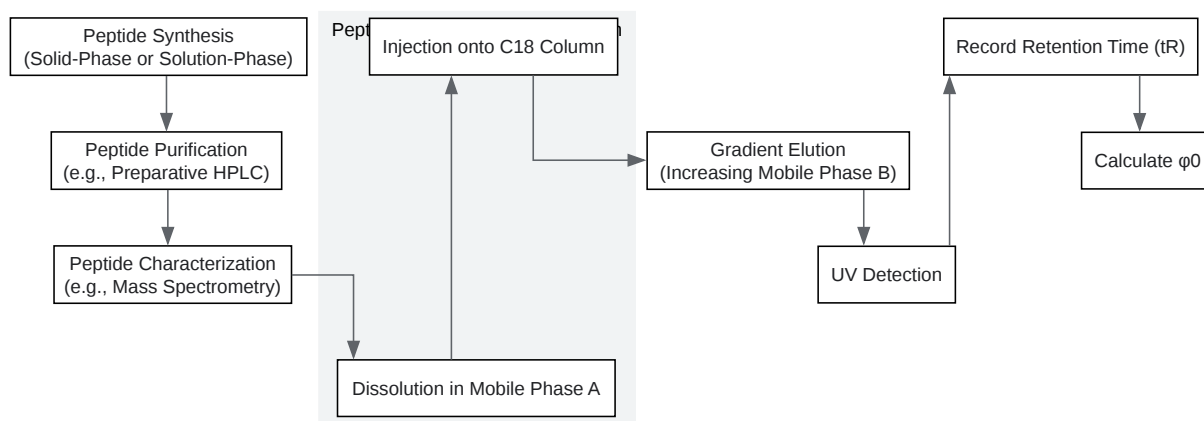 Peptide Synthesis
(Solid-Phase or Solution-Phase)
Peptide Purification
(e.g., Preparative HPLC)
Peptide Characterization
(e.g., Mass Spectrometry)
Injection onto C18 Column
Dissolution in Mobile Phase A
Gradient Elution
(Increasing Mobile Phase B)
UV Detection
Record Retention Time (tR)
Calculate φ0